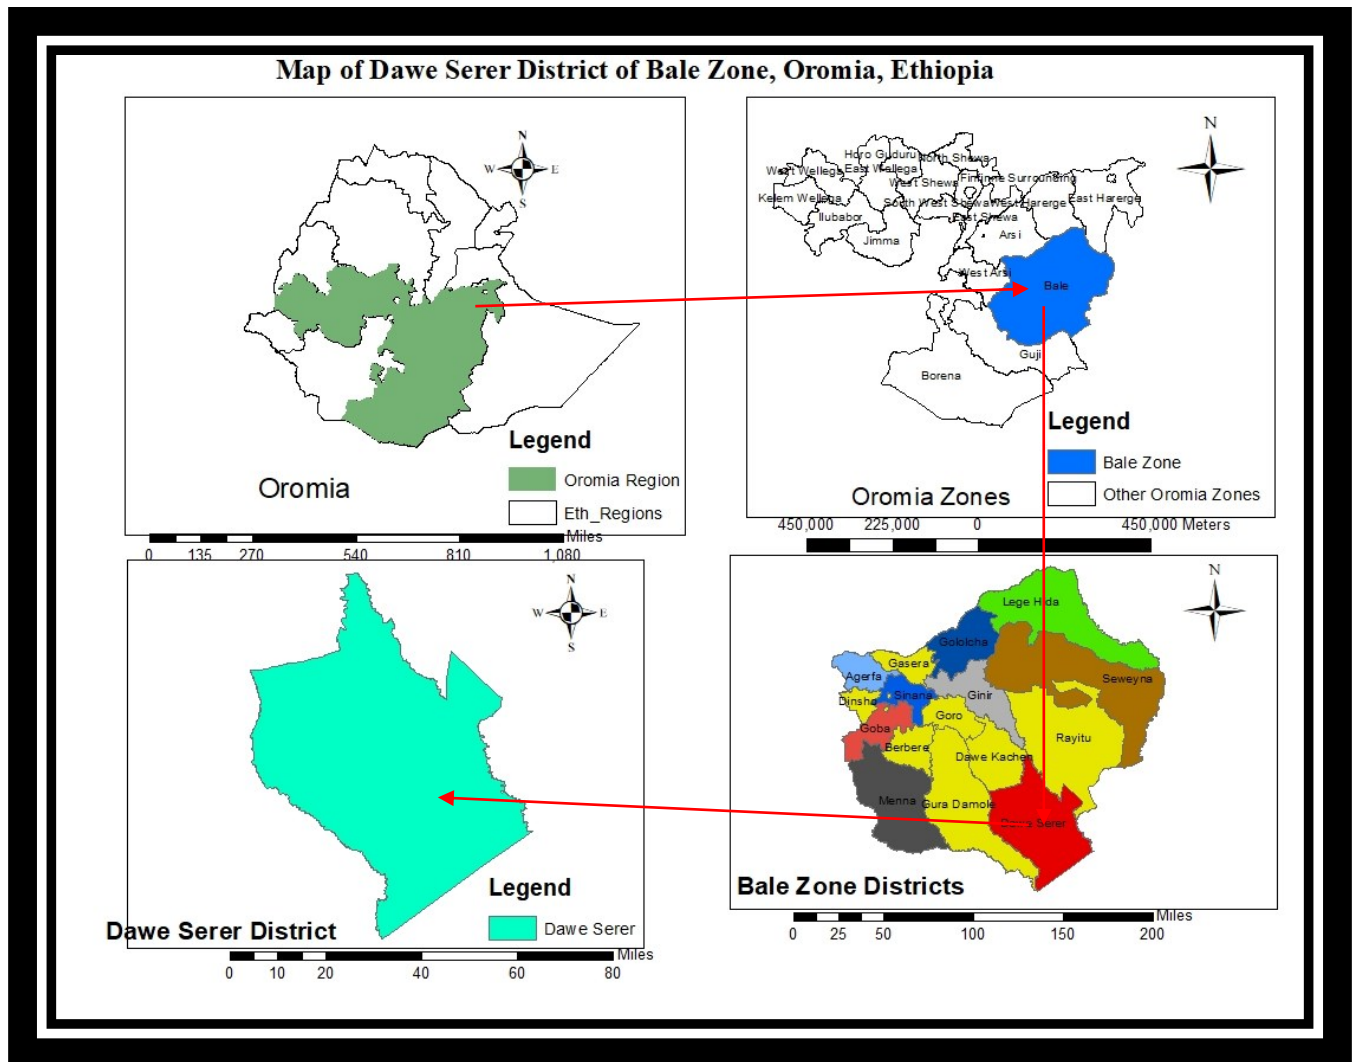 Map of Dawe Serer District of Bale Zone, Oromia, Ethiopia
N
W E
S
Legend
Oromia Region
Eth_Regions
Oromia
Miles
0 135 270 540 810 1,080
N
Horo Guduru
North Shewa
West Wellega
East Wellega
West Shewa
Finfinne Surrounding
Kelem Wellega
South West Shewa
West Harerge
East Harerge
Ilubabor
East Shewa
Jimma
Arsi
West Arsi
Bale
Guji
Borena
Legend
Bale Zone
Other Oromia Zones
Oromia Zones
450,000 225,000 0 450,000 Meters
N
W E
S
Legend
Dawe Serer
Dawe Serer District
Miles
0 10 20 40 60 80
N
Lege Hida
Gololcha
Gasera
Agerfa
Seweyna
Sinana
Ginir
Dinsho
Goro
Goba
Rayitu
Berbere
Dawe Kachen
Menna
Gura Damole
Dawe Serer
Bale Zone Districts
Miles
0 25 50 100 150 200